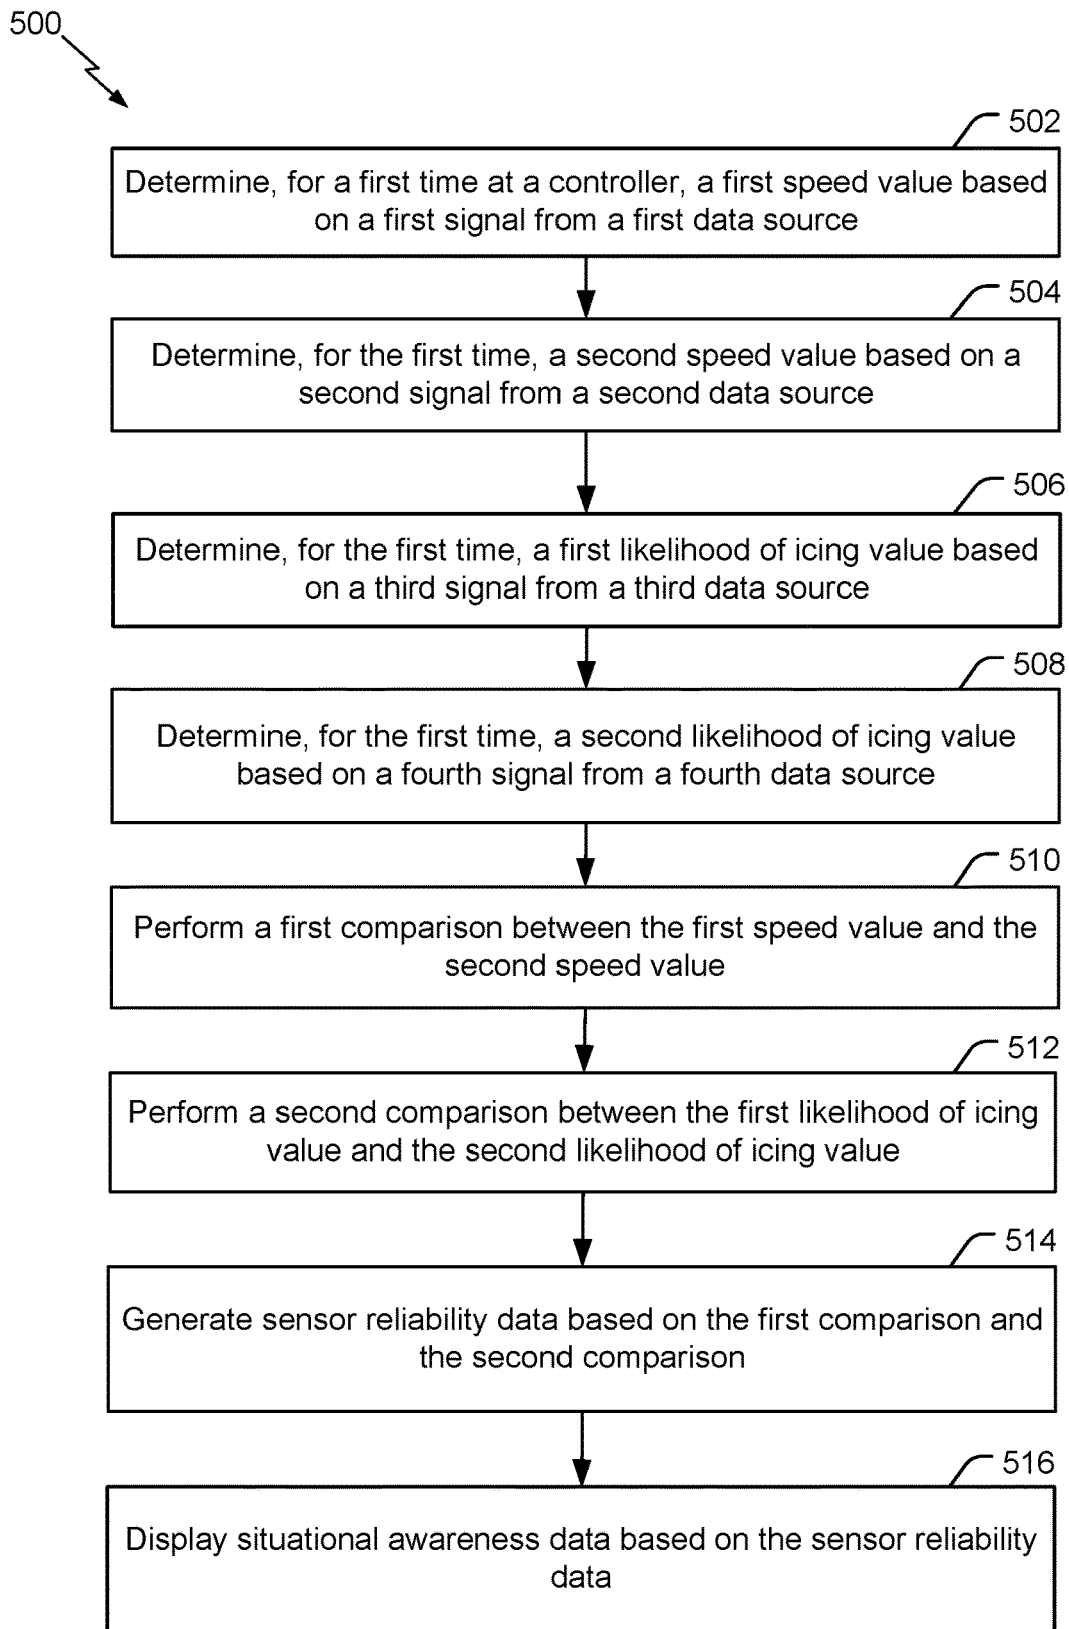 500
502
Determine, for a first time at a controller, a first speed value based
on a first signal from a first data source
504
Determine, for the first time, a second speed value based on a
second signal from a second data source
506
Determine, for the first time, a first likelihood of icing value based
on a third signal from a third data source
508
Determine, for the first time, a second likelihood of icing value
based on a fourth signal from a fourth data source
510
Perform a first comparison between the first speed value and the
second speed value
512
Perform a second comparison between the first likelihood of icing
value and the second likelihood of icing value
514
Generate sensor reliability data based on the first comparison and
the second comparison
516
Display situational awareness data based on the sensor reliability
data